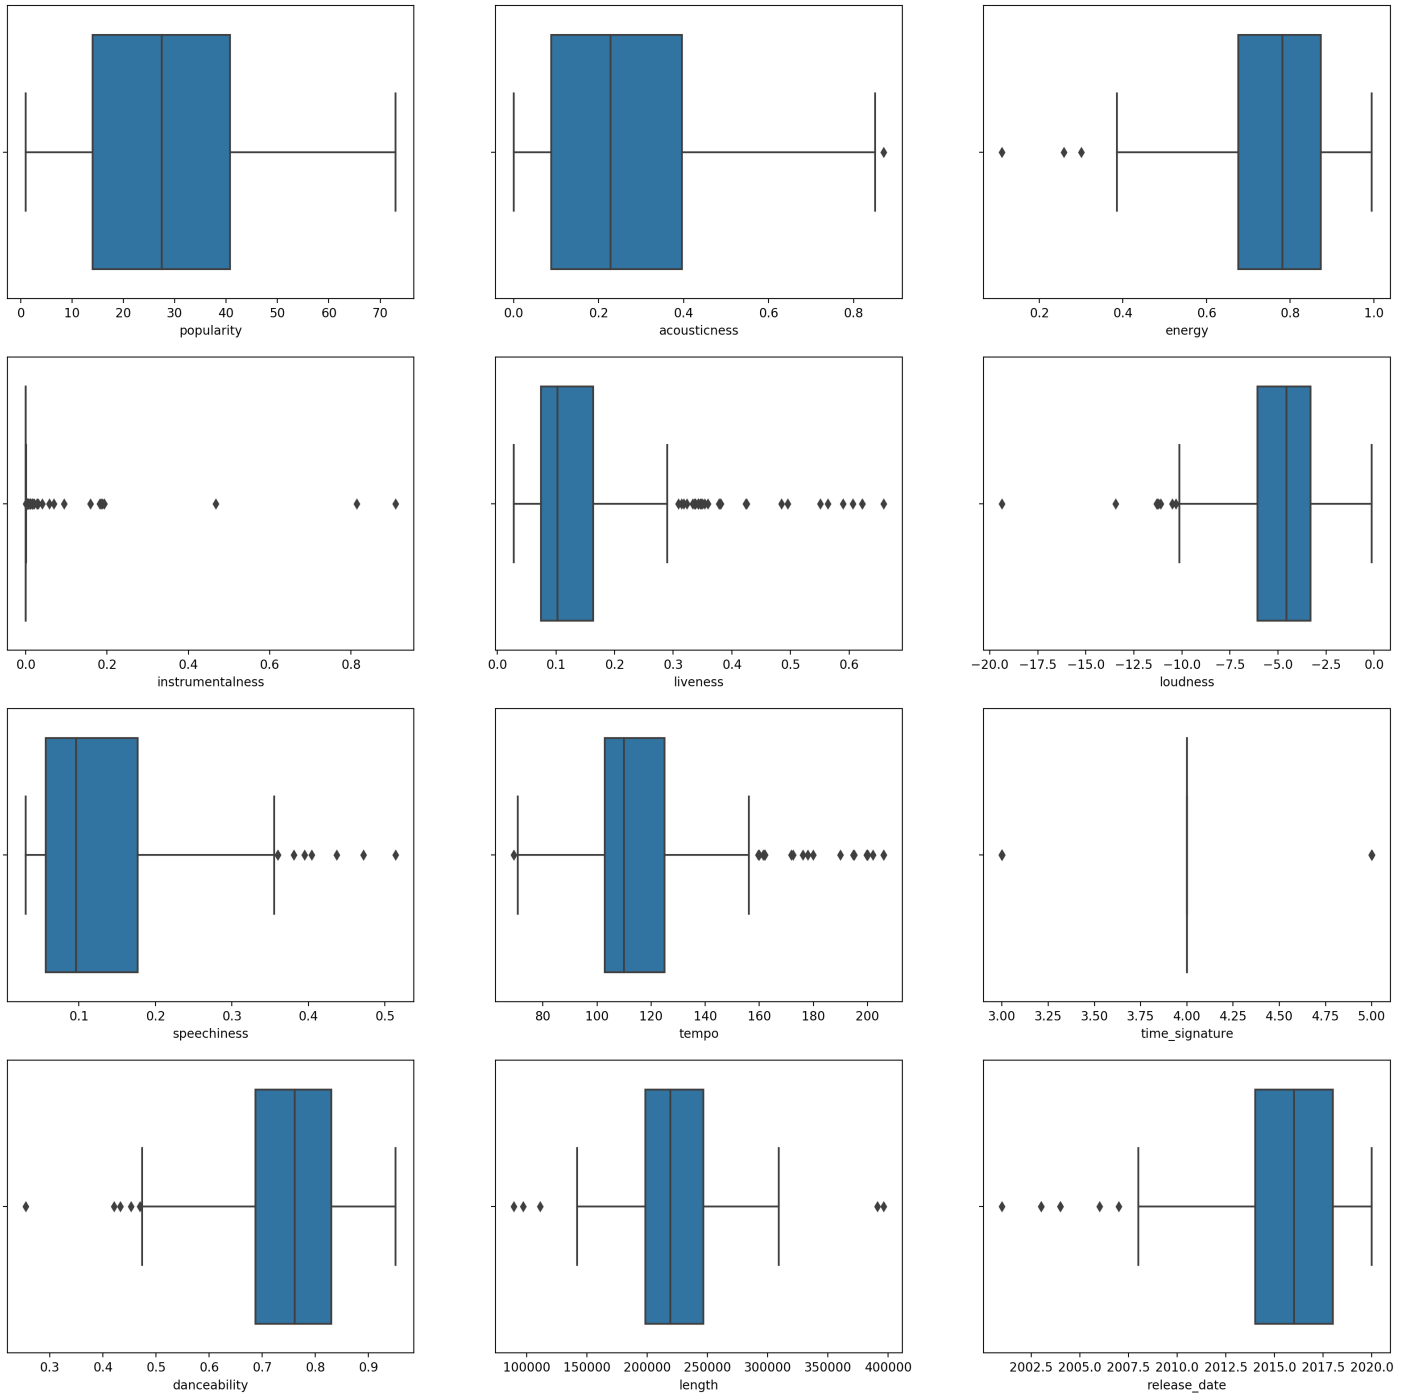 0 10 20 30 40 50 60 70
popularity
0.0 0.2 0.4 0.6 0.8
acousticness
0.2 0.4 0.6 0.8 1.0
energy
0.0 0.2 0.4 0.6 0.8
instrumentalness
0.0 0.1 0.2 0.3 0.4 0.5 0.6
liveness
−20.0 −17.5 −15.0 −12.5 −10.0 −7.5 −5.0 −2.5 0.0
loudness
0.1 0.2 0.3 0.4 0.5
speechiness
80 100 120 140 160 180 200
tempo
3.00 3.25 3.50 3.75 4.00 4.25 4.50 4.75 5.00
time_signature
0.3 0.4 0.5 0.6 0.7 0.8 0.9
danceability
100000 150000 200000 250000 300000 350000 400000
length
2002.5 2005.0 2007.5 2010.0 2012.5 2015.0 2017.5 2020.0
release_date